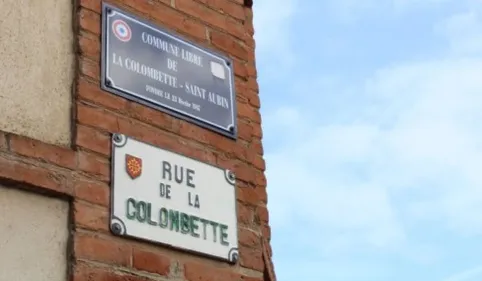 COMMUNE LIBRE
DE
LA COLOMBETTE - SAINT AUBIN
RUE
DE LA
COLOMBETTE